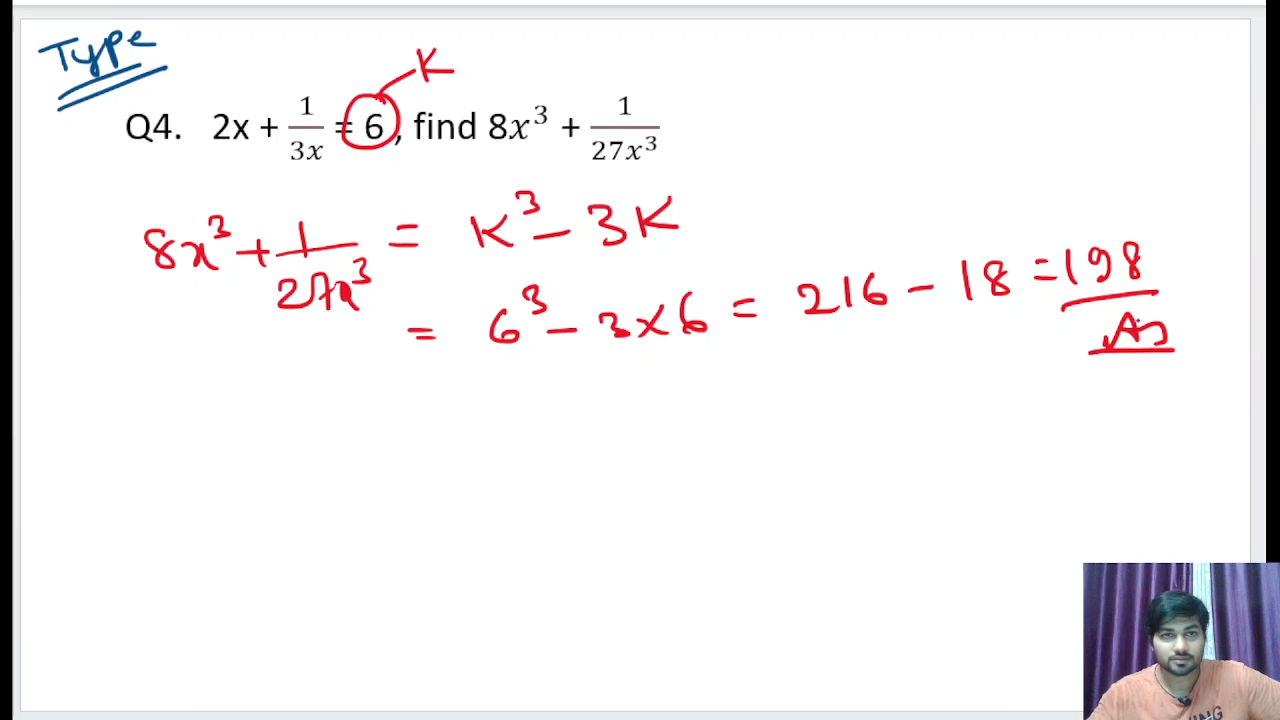 Type
K
Q4. 2x + 1/3x = 6, find 8x³ + 1/27x³
8x³ + 1/27x³ = K³ - 3K
= 6³ - 3 × 6 = 216 - 18 = 198